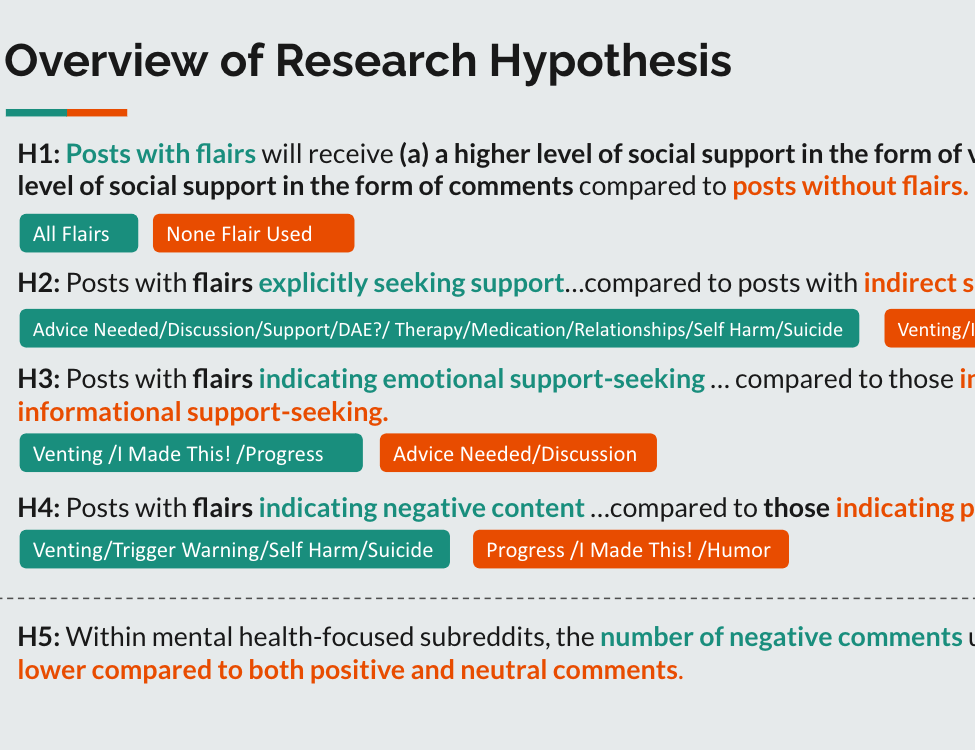 Overview of Research Hypothesis
H1: Posts with flairs will receive (a) a higher level of social support in the form of
level of social support in the form of comments compared to posts without flairs.
All Flairs None Flair Used
H2: Posts with flairs explicitly seeking support…compared to posts with indirect
Advice Needed/Discussion/Support/DAE?/ Therapy/Medication/Relationships/Self Harm/Suicide Venting/I
H3: Posts with flairs indicating emotional support-seeking … compared to those
informational support-seeking.
Venting /I Made This! /Progress Advice Needed/Discussion
H4: Posts with flairs indicating negative content …compared to those indicating
Venting/Trigger Warning/Self Harm/Suicide Progress /I Made This! /Humor
H5: Within mental health-focused subreddits, the number of negative comments
lower compared to both positive and neutral comments.